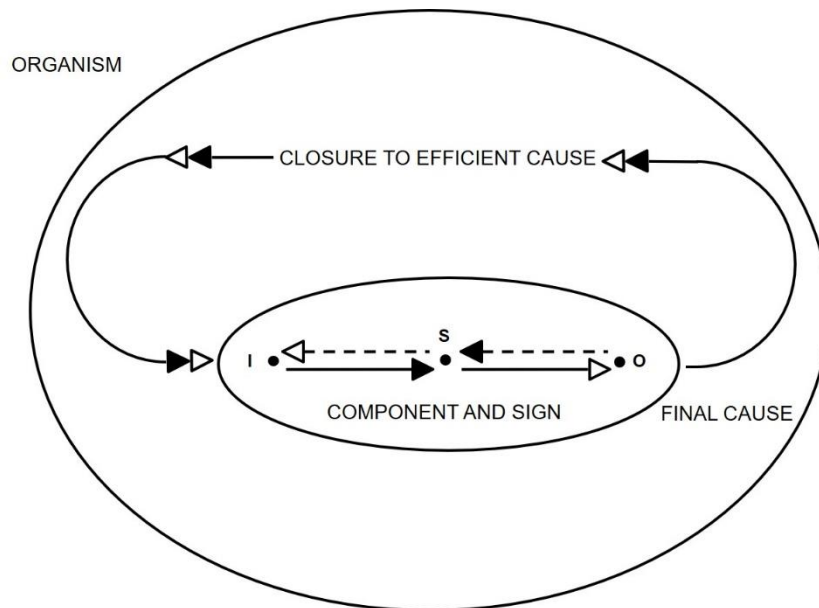 ORGANISM
CLOSURE TO EFFICIENT CAUSE
S
I
O
COMPONENT AND SIGN
FINAL CAUSE